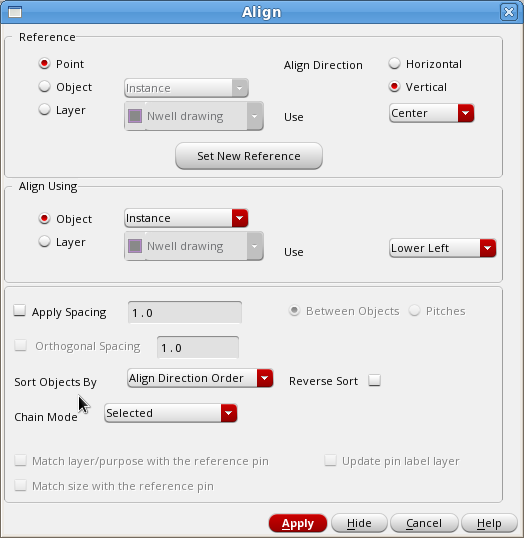 Align
Reference
Point Align Direction Horizontal
Object Instance Vertical
Layer Nwell drawing Use Center
Set New Reference
Align Using
Object Instance
Layer Nwell drawing Use Lower Left
Apply Spacing 1.0 Between Objects Pitches
Orthogonal Spacing 1.0
Sort Objects By Align Direction Order Reverse Sort
Chain Mode Selected
Match layer/purpose with the reference pin Update pin label layer
Match size with the reference pin
Apply Hide Cancel Help